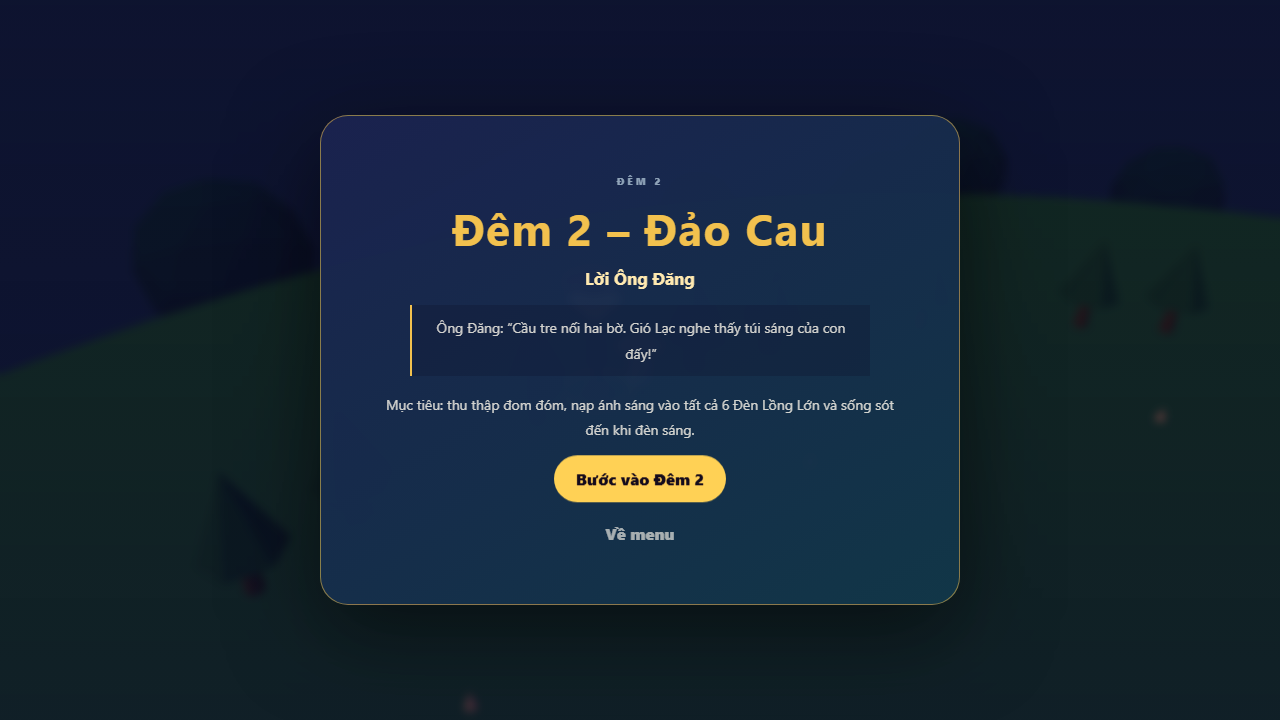 ĐÊM 2
Đêm 2 – Đảo Cau
Lời Ông Đăng
Ông Đăng: “Cầu tre nối hai bờ. Gió Lạc nghe thấy túi sáng của con
đấy!”
Mục tiêu: thu thập đom đóm, nạp ánh sáng vào tất cả 6 Đèn Lồng Lớn và sống sót
đến khi đèn sáng.
Bước vào Đêm 2
Về menu